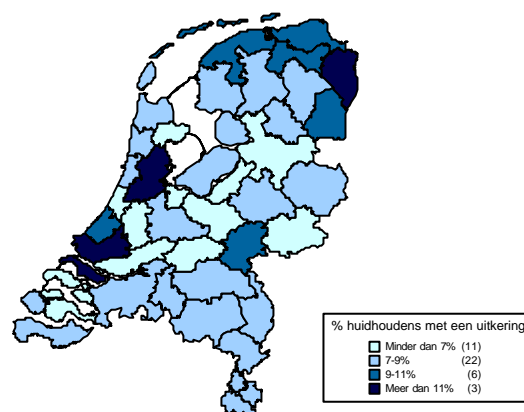 % huidhoudens met een uitkering
Minder dan 7% (11)
7-9% (22)
9-11% (6)
Meer dan 11% (3)